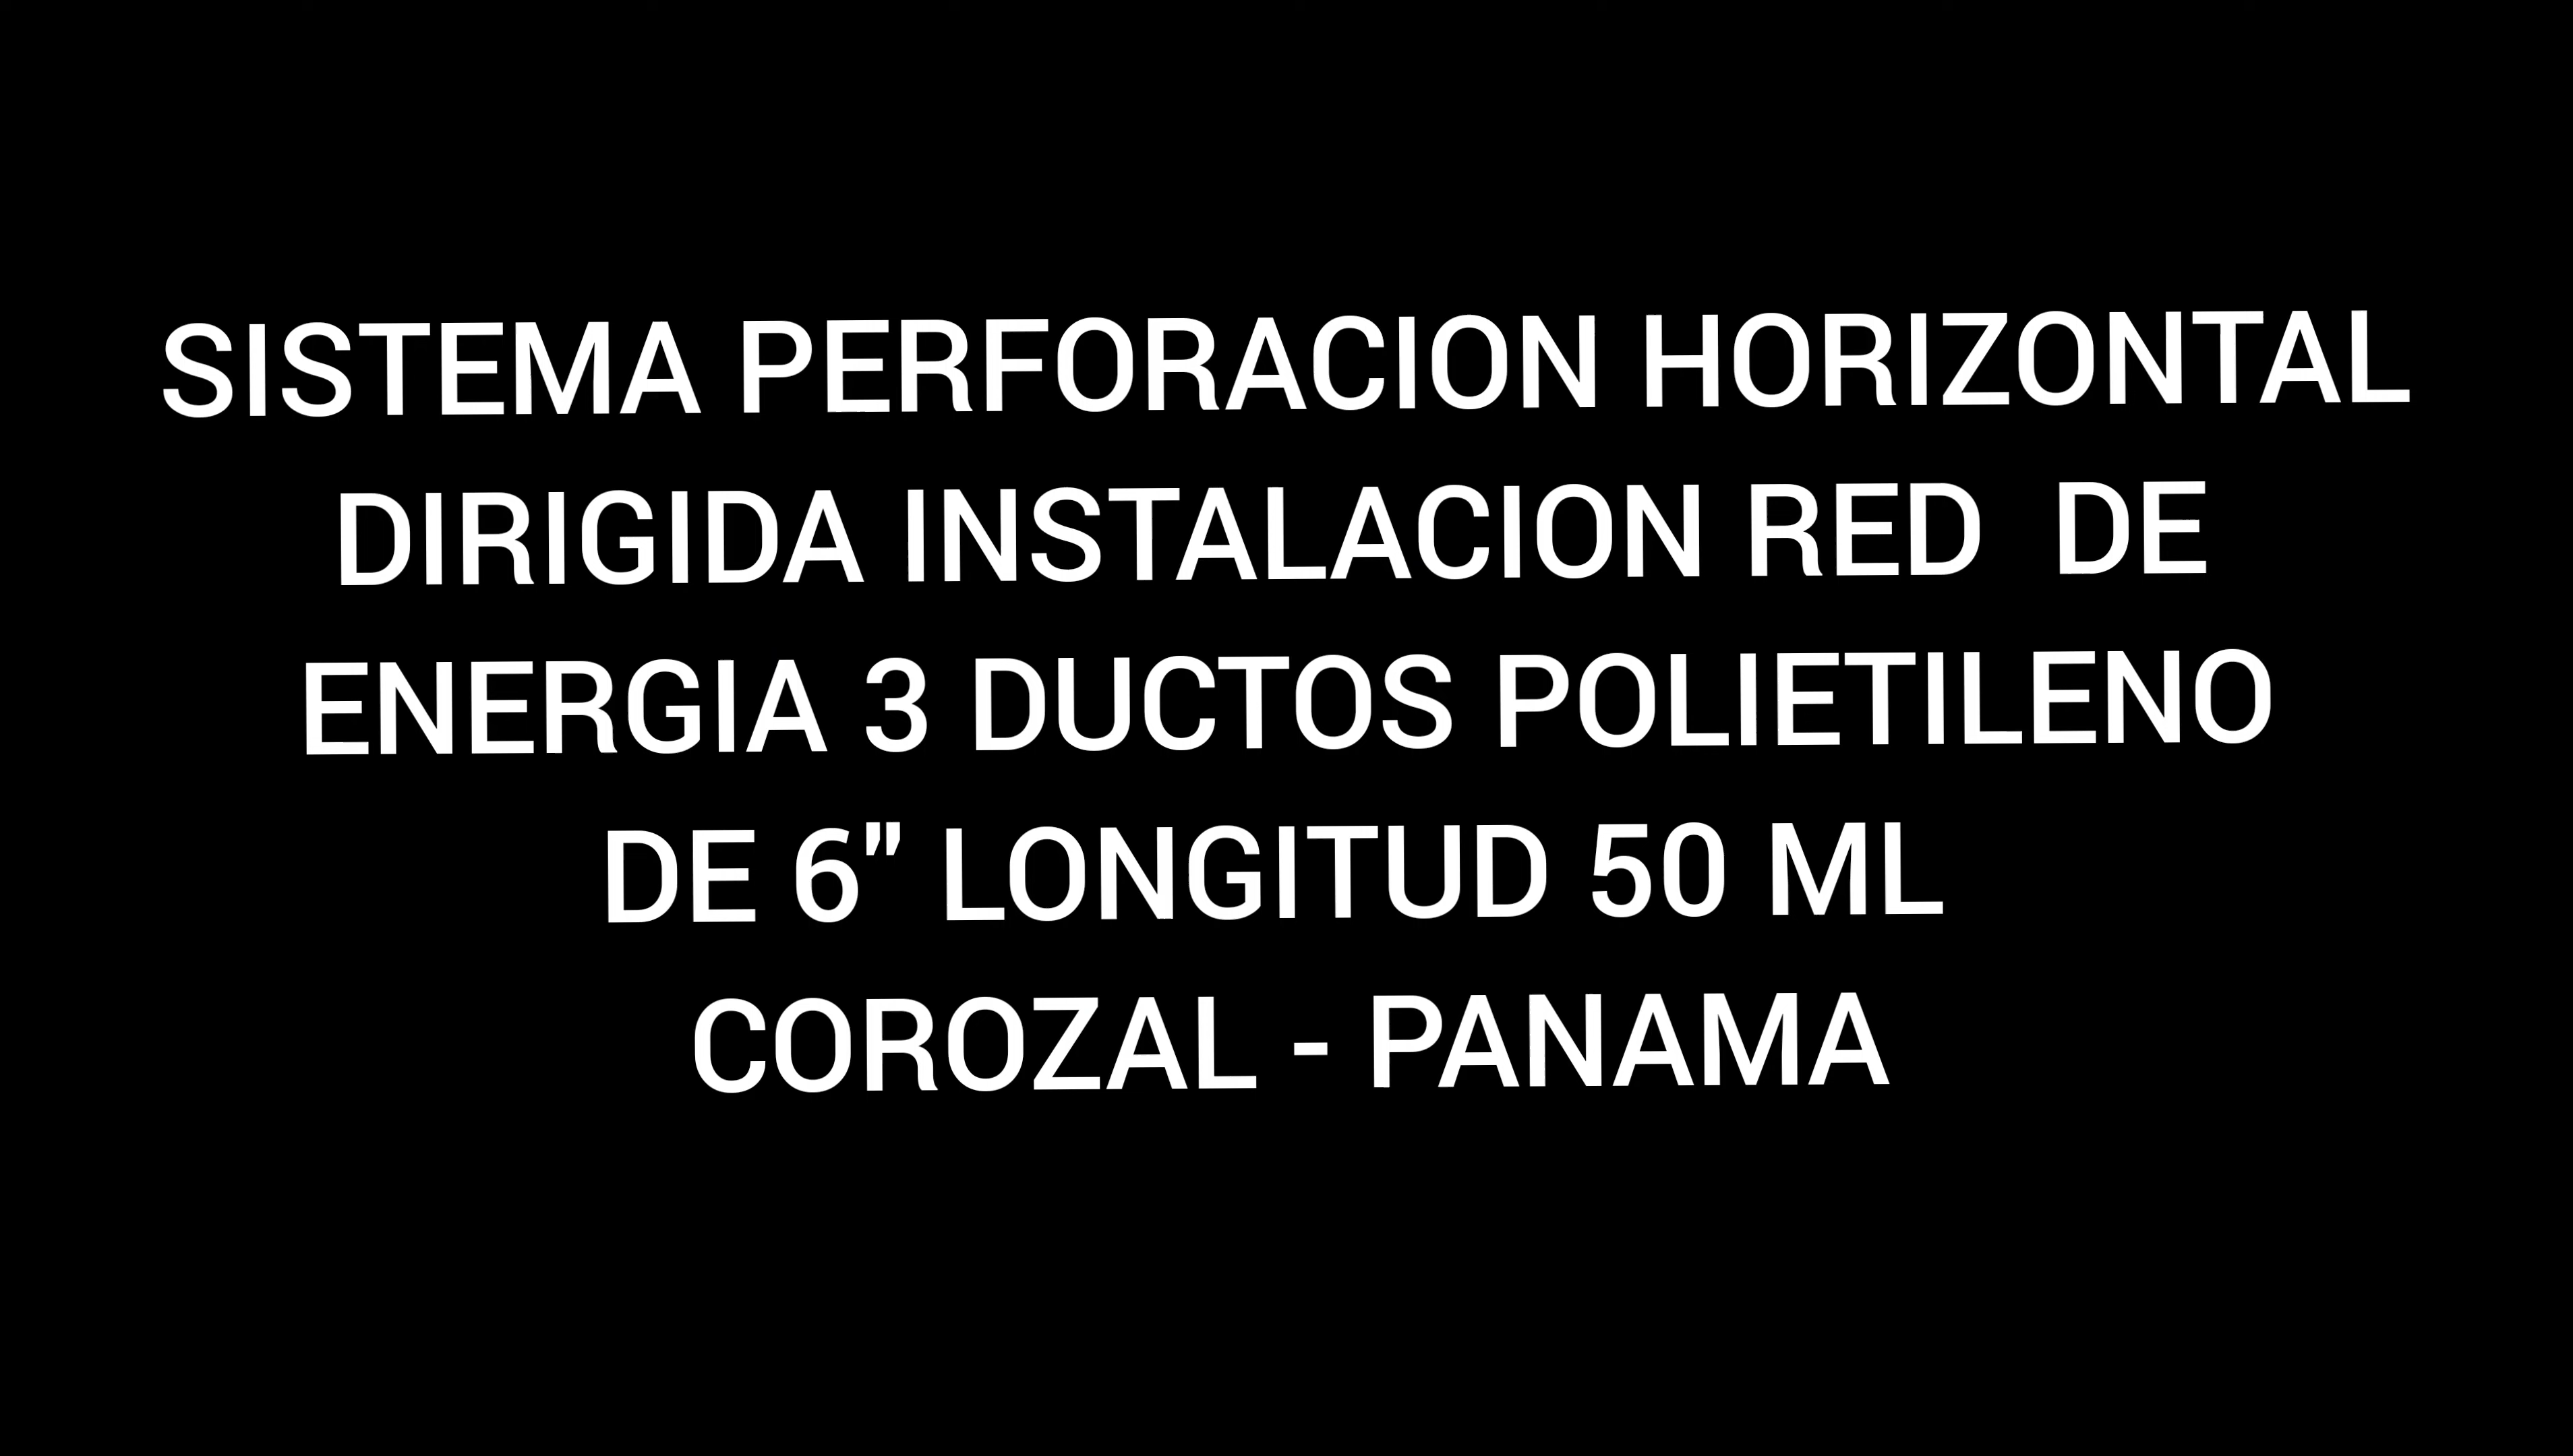 SISTEMA PERFORACION HORIZONTAL
DIRIGIDA INSTALACION RED  DE
ENERGIA 3 DUCTOS POLIETILENO
DE 6" LONGITUD 50 ML
COROZAL - PANAMA